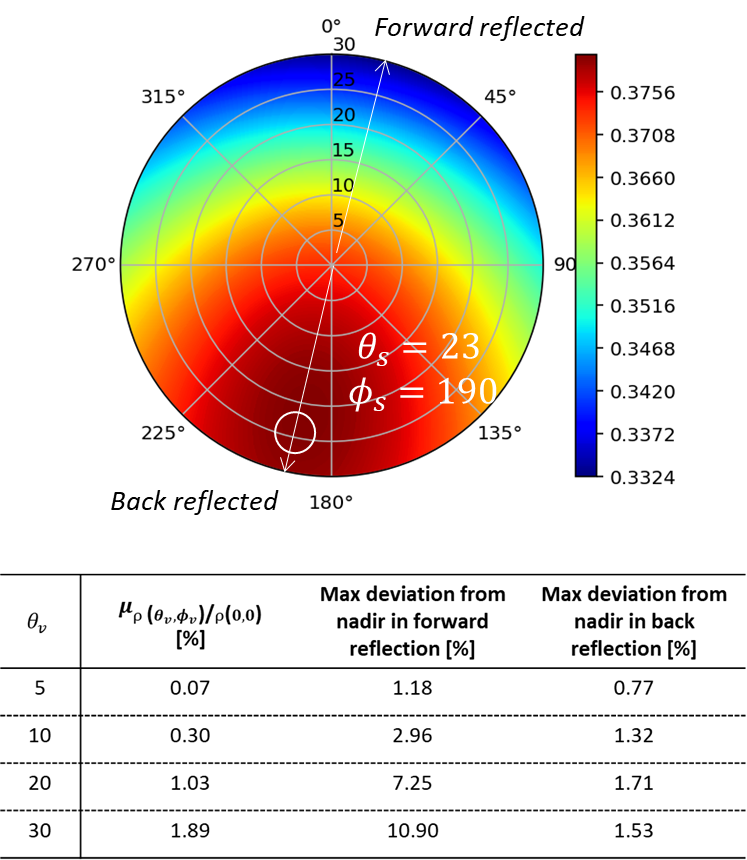 0° Forward reflected
30
25
315° 45°
20
15
10
5
270° 90
225° 135°
180°
θs = 23
ϕs = 190
Back reflected
0.3756
0.3708
0.3660
0.3612
0.3564
0.3516
0.3468
0.3420
0.3372
0.3324
θv μρ (θv,ϕv)/ρ(0,0) [%] Max deviation from nadir in forward reflection [%] Max deviation from nadir in back reflection [%]
5 0.07 1.18 0.77
10 0.30 2.96 1.32
20 1.03 7.25 1.71
30 1.89 10.90 1.53